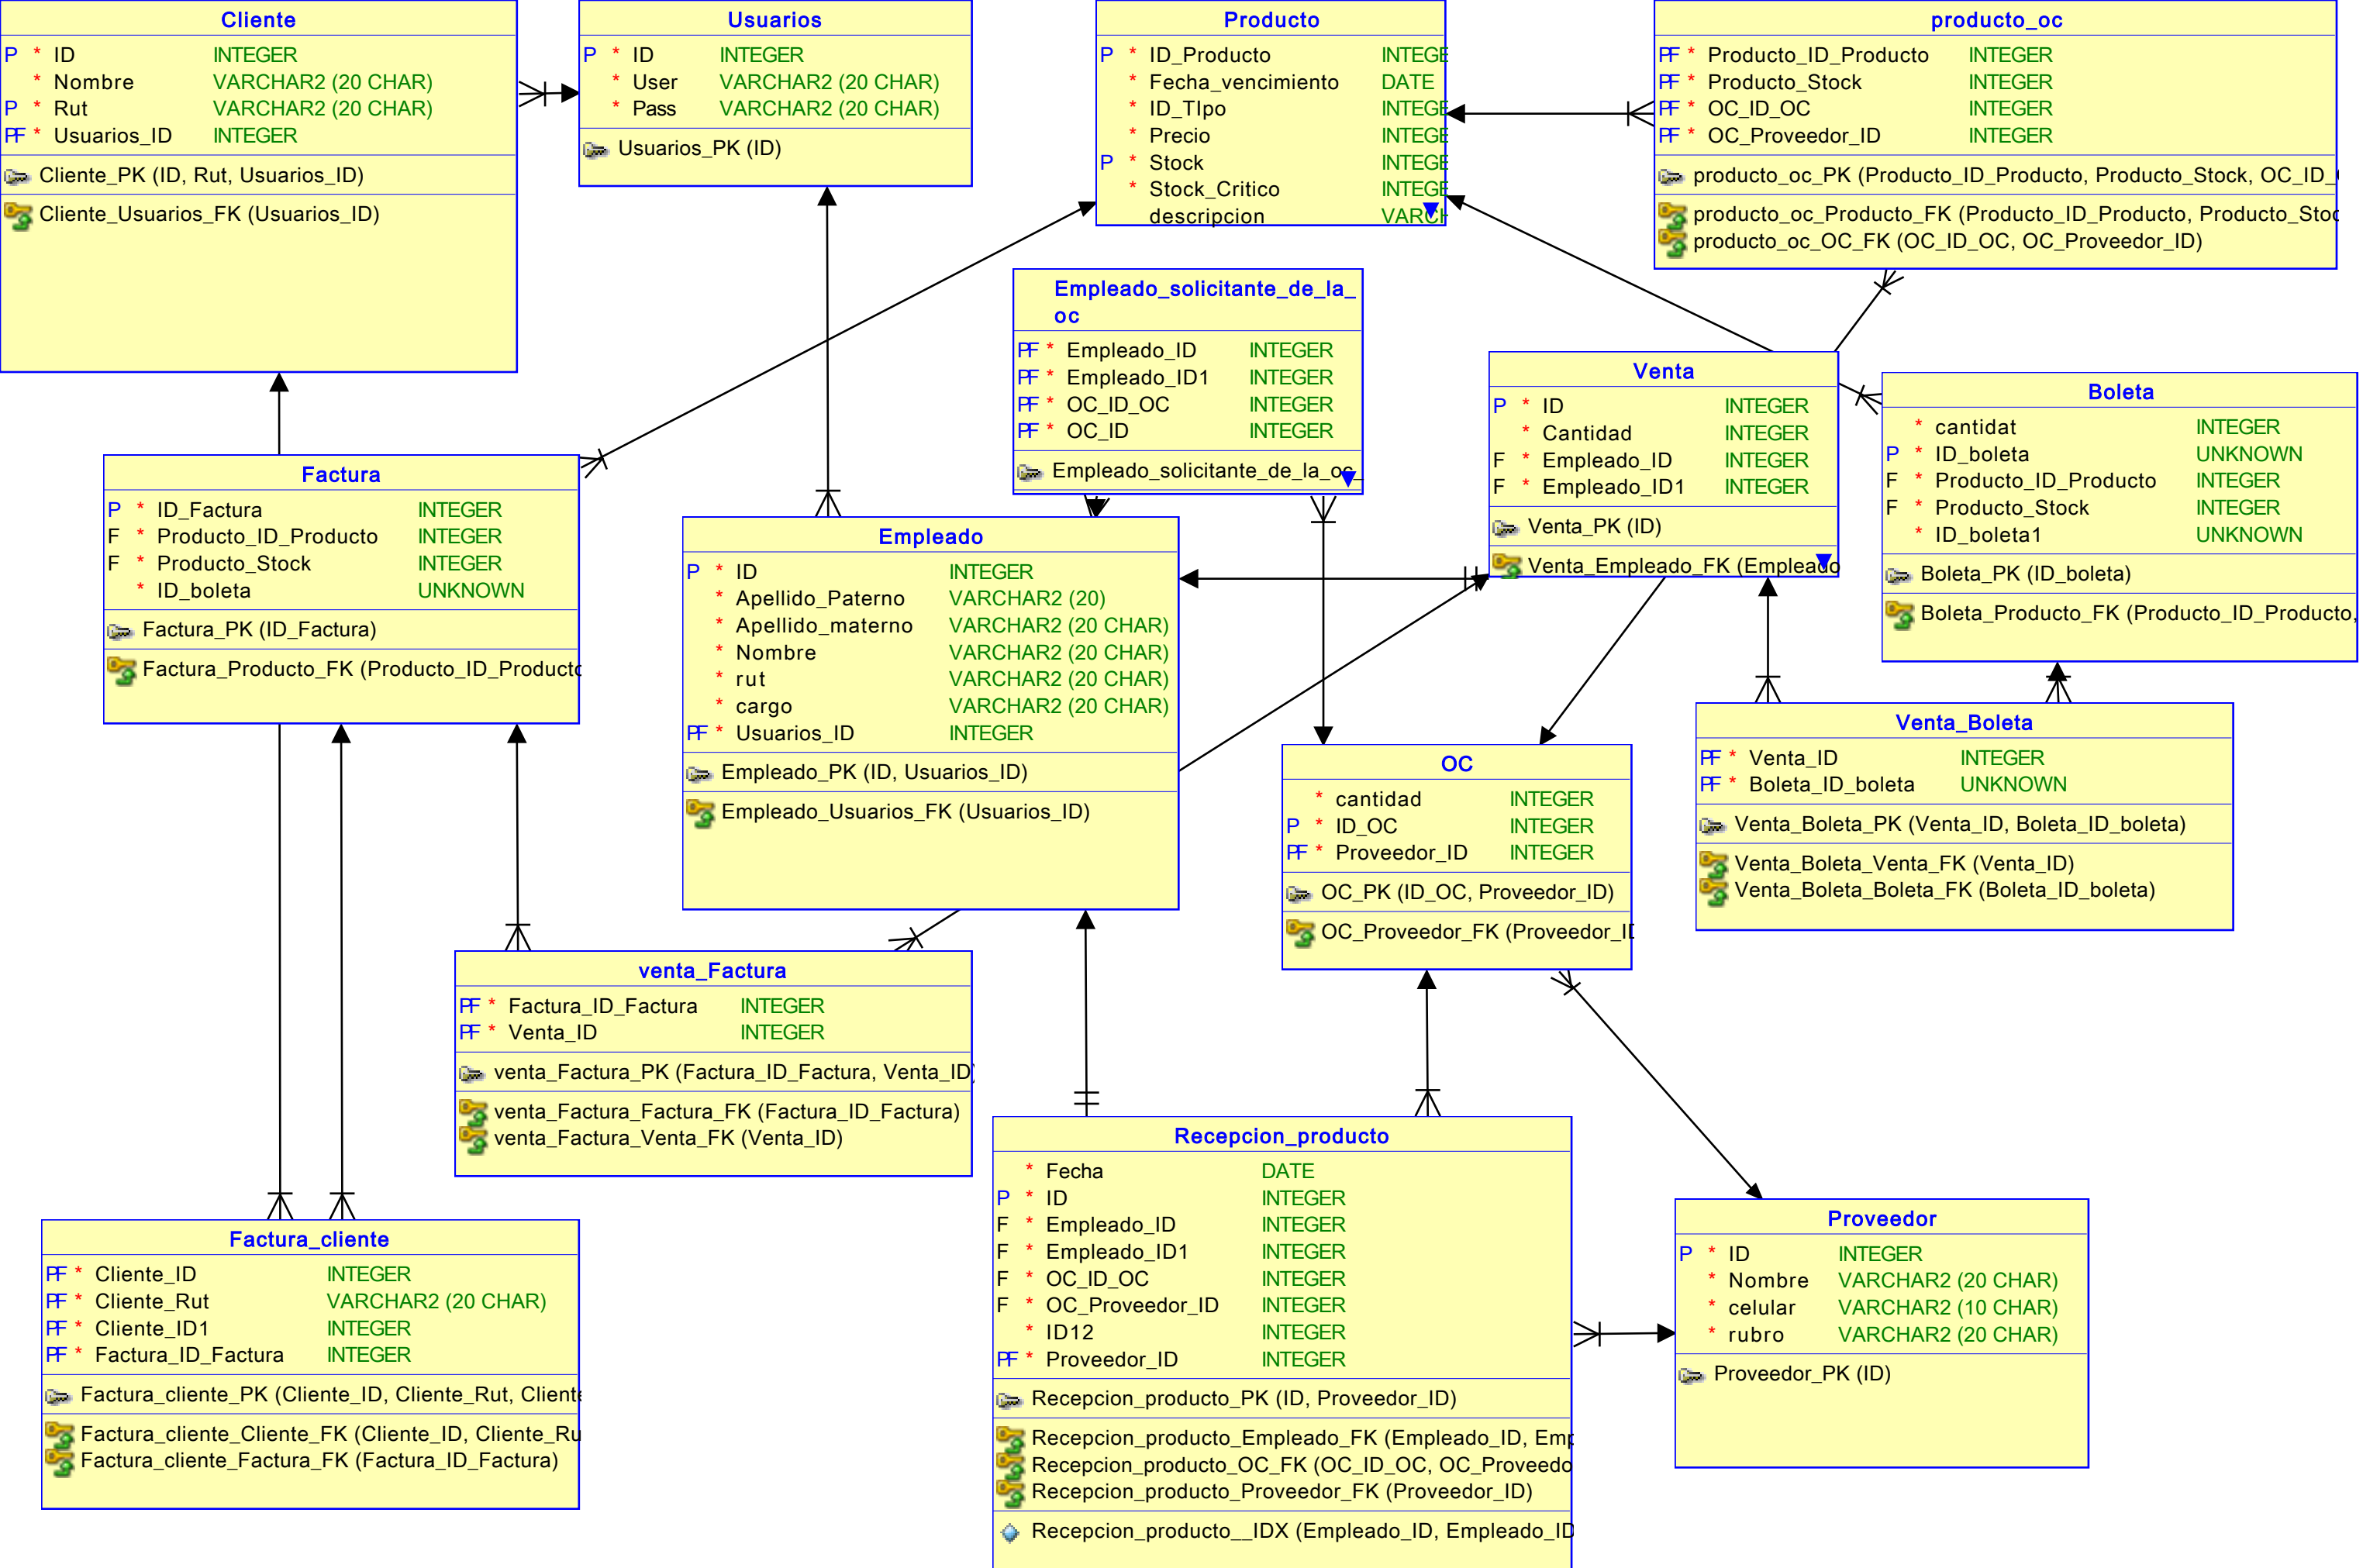 Cliente
P * ID INTEGER
* Nombre VARCHAR2 (20 CHAR)
P * Rut VARCHAR2 (20 CHAR)
PF * Usuarios_ID INTEGER
Cliente_PK (ID, Rut, Usuarios_ID)
Cliente_Usuarios_FK (Usuarios_ID)
Usuarios
P * ID INTEGER
* User VARCHAR2 (20 CHAR)
* Pass VARCHAR2 (20 CHAR)
Usuarios_PK (ID)
Producto
P * ID_Producto INTEGE
* Fecha_vencimiento DATE
* ID_TIpo INTEGE
* Precio INTEGE
P * Stock INTEGE
* Stock_Critico INTEGE
descripcion VARCH
producto_oc
PF * Producto_ID_Producto INTEGER
PF * Producto_Stock INTEGER
PF * OC_ID_OC INTEGER
PF * OC_Proveedor_ID INTEGER
producto_oc_PK (Producto_ID_Producto, Producto_Stock, OC_ID_
producto_oc_Producto_FK (Producto_ID_Producto, Producto_Stoc
producto_oc_OC_FK (OC_ID_OC, OC_Proveedor_ID)
Empleado_solicitante_de_la_
oc
PF * Empleado_ID INTEGER
PF * Empleado_ID1 INTEGER
PF * OC_ID_OC INTEGER
PF * OC_ID INTEGER
Empleado_solicitante_de_la_oc_
Venta
P * ID INTEGER
* Cantidad INTEGER
F * Empleado_ID INTEGER
F * Empleado_ID1 INTEGER
Venta_PK (ID)
Venta_Empleado_FK (Empleado
Boleta
* cantidat INTEGER
P * ID_boleta UNKNOWN
F * Producto_ID_Producto INTEGER
F * Producto_Stock INTEGER
* ID_boleta1 UNKNOWN
Boleta_PK (ID_boleta)
Boleta_Producto_FK (Producto_ID_Producto,
Factura
P * ID_Factura INTEGER
F * Producto_ID_Producto INTEGER
F * Producto_Stock INTEGER
* ID_boleta UNKNOWN
Factura_PK (ID_Factura)
Factura_Producto_FK (Producto_ID_Producto
Empleado
P * ID INTEGER
* Apellido_Paterno VARCHAR2 (20)
* Apellido_materno VARCHAR2 (20 CHAR)
* Nombre VARCHAR2 (20 CHAR)
* rut VARCHAR2 (20 CHAR)
* cargo VARCHAR2 (20 CHAR)
PF * Usuarios_ID INTEGER
Empleado_PK (ID, Usuarios_ID)
Empleado_Usuarios_FK (Usuarios_ID)
OC
* cantidad INTEGER
P * ID_OC INTEGER
PF * Proveedor_ID INTEGER
OC_PK (ID_OC, Proveedor_ID)
OC_Proveedor_FK (Proveedor_ID
Venta_Boleta
PF * Venta_ID INTEGER
PF * Boleta_ID_boleta UNKNOWN
Venta_Boleta_PK (Venta_ID, Boleta_ID_boleta)
Venta_Boleta_Venta_FK (Venta_ID)
Venta_Boleta_Boleta_FK (Boleta_ID_boleta)
venta_Factura
PF * Factura_ID_Factura INTEGER
PF * Venta_ID INTEGER
venta_Factura_PK (Factura_ID_Factura, Venta_ID)
venta_Factura_Factura_FK (Factura_ID_Factura)
venta_Factura_Venta_FK (Venta_ID)
Factura_cliente
PF * Cliente_ID INTEGER
PF * Cliente_Rut VARCHAR2 (20 CHAR)
PF * Cliente_ID1 INTEGER
PF * Factura_ID_Factura INTEGER
Factura_cliente_PK (Cliente_ID, Cliente_Rut, Cliente
Factura_cliente_Cliente_FK (Cliente_ID, Cliente_Ru
Factura_cliente_Factura_FK (Factura_ID_Factura)
Recepcion_producto
* Fecha DATE
P * ID INTEGER
F * Empleado_ID INTEGER
F * Empleado_ID1 INTEGER
F * OC_ID_OC INTEGER
F * OC_Proveedor_ID INTEGER
* ID12 INTEGER
PF * Proveedor_ID INTEGER
Recepcion_producto_PK (ID, Proveedor_ID)
Recepcion_producto_Empleado_FK (Empleado_ID, Emp
Recepcion_producto_OC_FK (OC_ID_OC, OC_Proveedo
Recepcion_producto_Proveedor_FK (Proveedor_ID)
Recepcion_producto__IDX (Empleado_ID, Empleado_ID
Proveedor
P * ID INTEGER
* Nombre VARCHAR2 (20 CHAR)
* celular VARCHAR2 (10 CHAR)
* rubro VARCHAR2 (20 CHAR)
Proveedor_PK (ID)